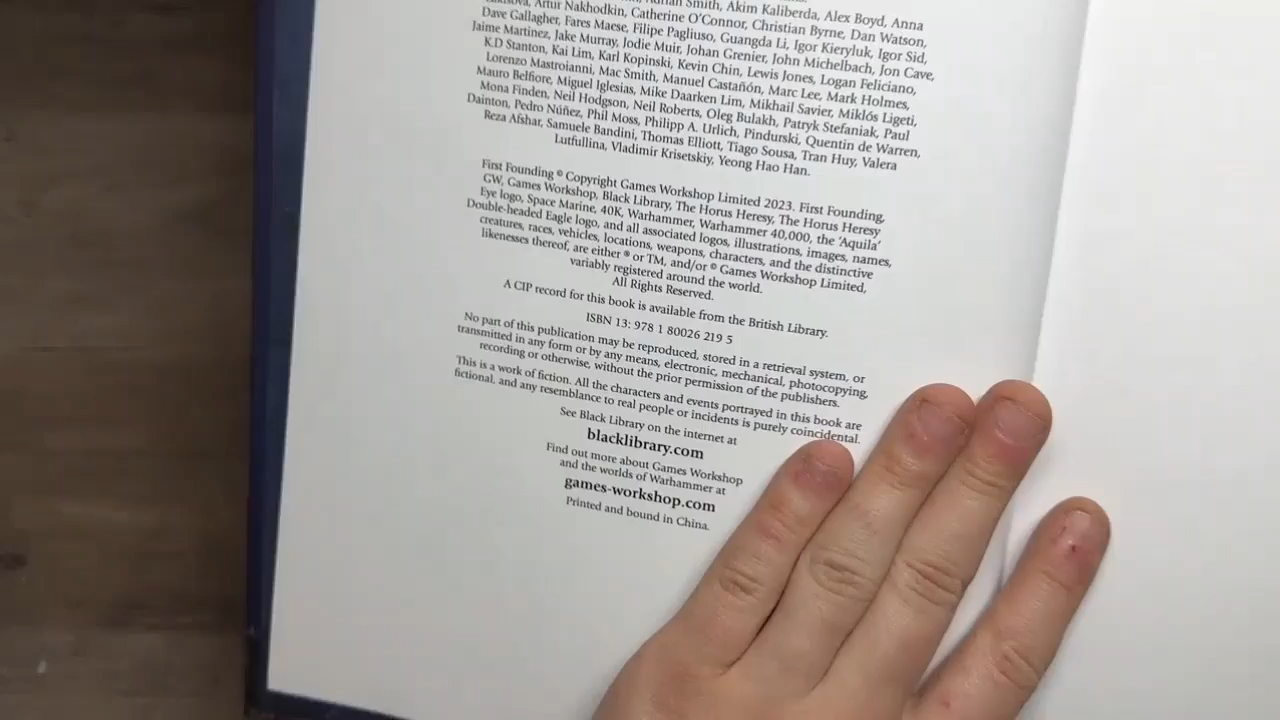 Smith, Akim Kaliberda, Alex Boyd, Anna
Artur Nakhodkin, Catherine O'Connor, Christian Byrne, Dan Watson,
Dave Gallagher, Fares Maese, Filipe Pagliuso, Guangda Li, Igor Kieryluk, Igor Sid,
Jaime Martinez, Jake Murray, Jodie Muir, Johan Grenier, John Michelbach, Jon Cave,
K.D Stanton, Kai Lim, Karl Kopinski, Kevin Chin, Lewis Jones, Logan Feliciano,
Lorenzo Mastroianni, Mac Smith, Manuel Castañón, Marc Lee, Mark Holmes,
Mauro Belfiore, Miguel Iglesias, Mike Daarken Lim, Mikhail Savier, Miklós Ligeti,
Mona Finden, Neil Hodgson, Neil Roberts, Oleg Bulakh, Patryk Stefaniak, Paul
Dainton, Pedro Núñez, Phil Moss, Philipp A. Urlich, Pindurski, Quentin de Warren,
Reza Afshar, Samuele Bandini, Thomas Elliott, Tiago Sousa, Tran Huy, Valera
Lutfullina, Vladimir Krisetskiy, Yeong Hao Han.
First Founding © Copyright Games Workshop Limited 2023. First Founding,
GW, Games Workshop, Black Library, The Horus Heresy, The Horus Heresy
Eye logo, Space Marine, 40K, Warhammer, Warhammer 40,000, the 'Aquila'
Double-headed Eagle logo, and all associated logos, illustrations, images, names,
creatures, races, vehicles, locations, weapons, characters, and the distinctive
likenesses thereof, are either ® or TM, and/or © Games Workshop Limited,
variably registered around the world.
All Rights Reserved.
A CIP record for this book is available from the British Library.
ISBN 13: 978 1 80026 219 5
No part of this publication may be reproduced, stored in a retrieval system, or
transmitted in any form or by any means, electronic, mechanical, photocopying,
recording or otherwise, without the prior permission of the publishers.
This is a work of fiction. All the characters and events portrayed in this book are
fictional, and any resemblance to real people or incidents is purely coincidental.
See Black Library on the internet at
blacklibrary.com
Find out more about Games Workshop
and the worlds of Warhammer at
games-workshop.com
Printed and bound in China.